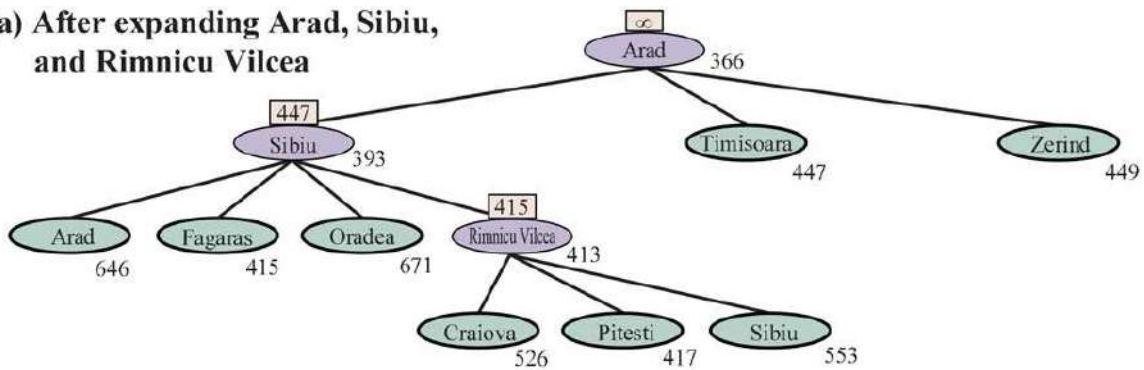 a) After expanding Arad, Sibiu,
and Rimnicu Vilcea
∞
Arad
366
447
Sibiu
393
Timisoara
447
Zerind
449
Arad
646
Fagaras
415
Oradea
671
415
Rimnicu Vilcea
413
Craiova
526
Pitesti
417
Sibiu
553